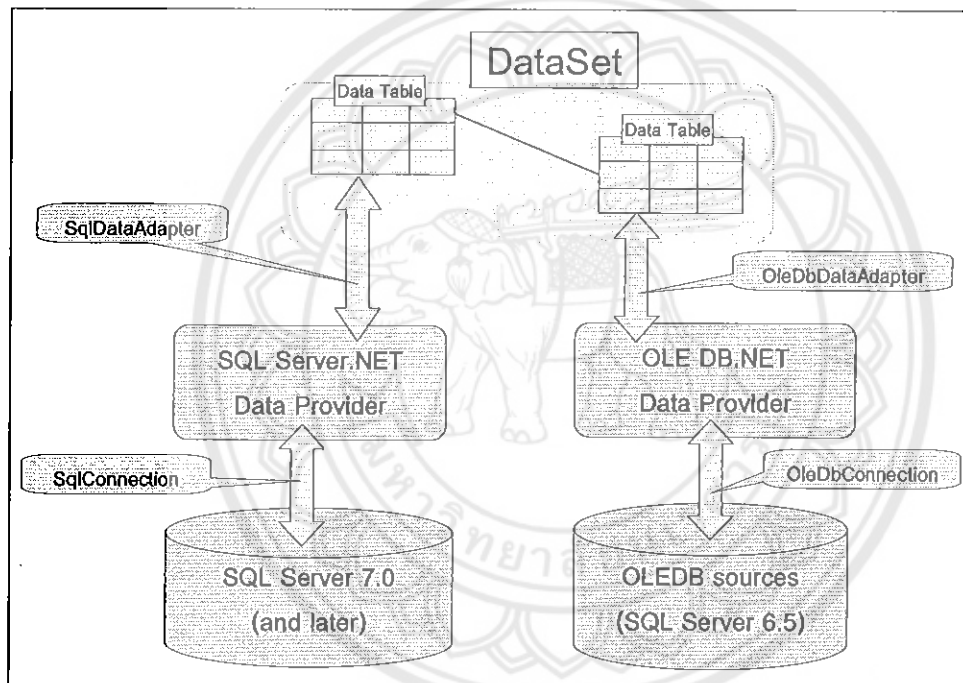 DataSet
Data Table
Data Table
SqlDataAdapter
OleDbDataAdapter
SQL Server.NET
Data Provider
OLE DB.NET
Data Provider
SqlConnection
OleDbConnection
SQL Server 7.0
(and later)
OLEDB sources
(SQL Server 6.5)